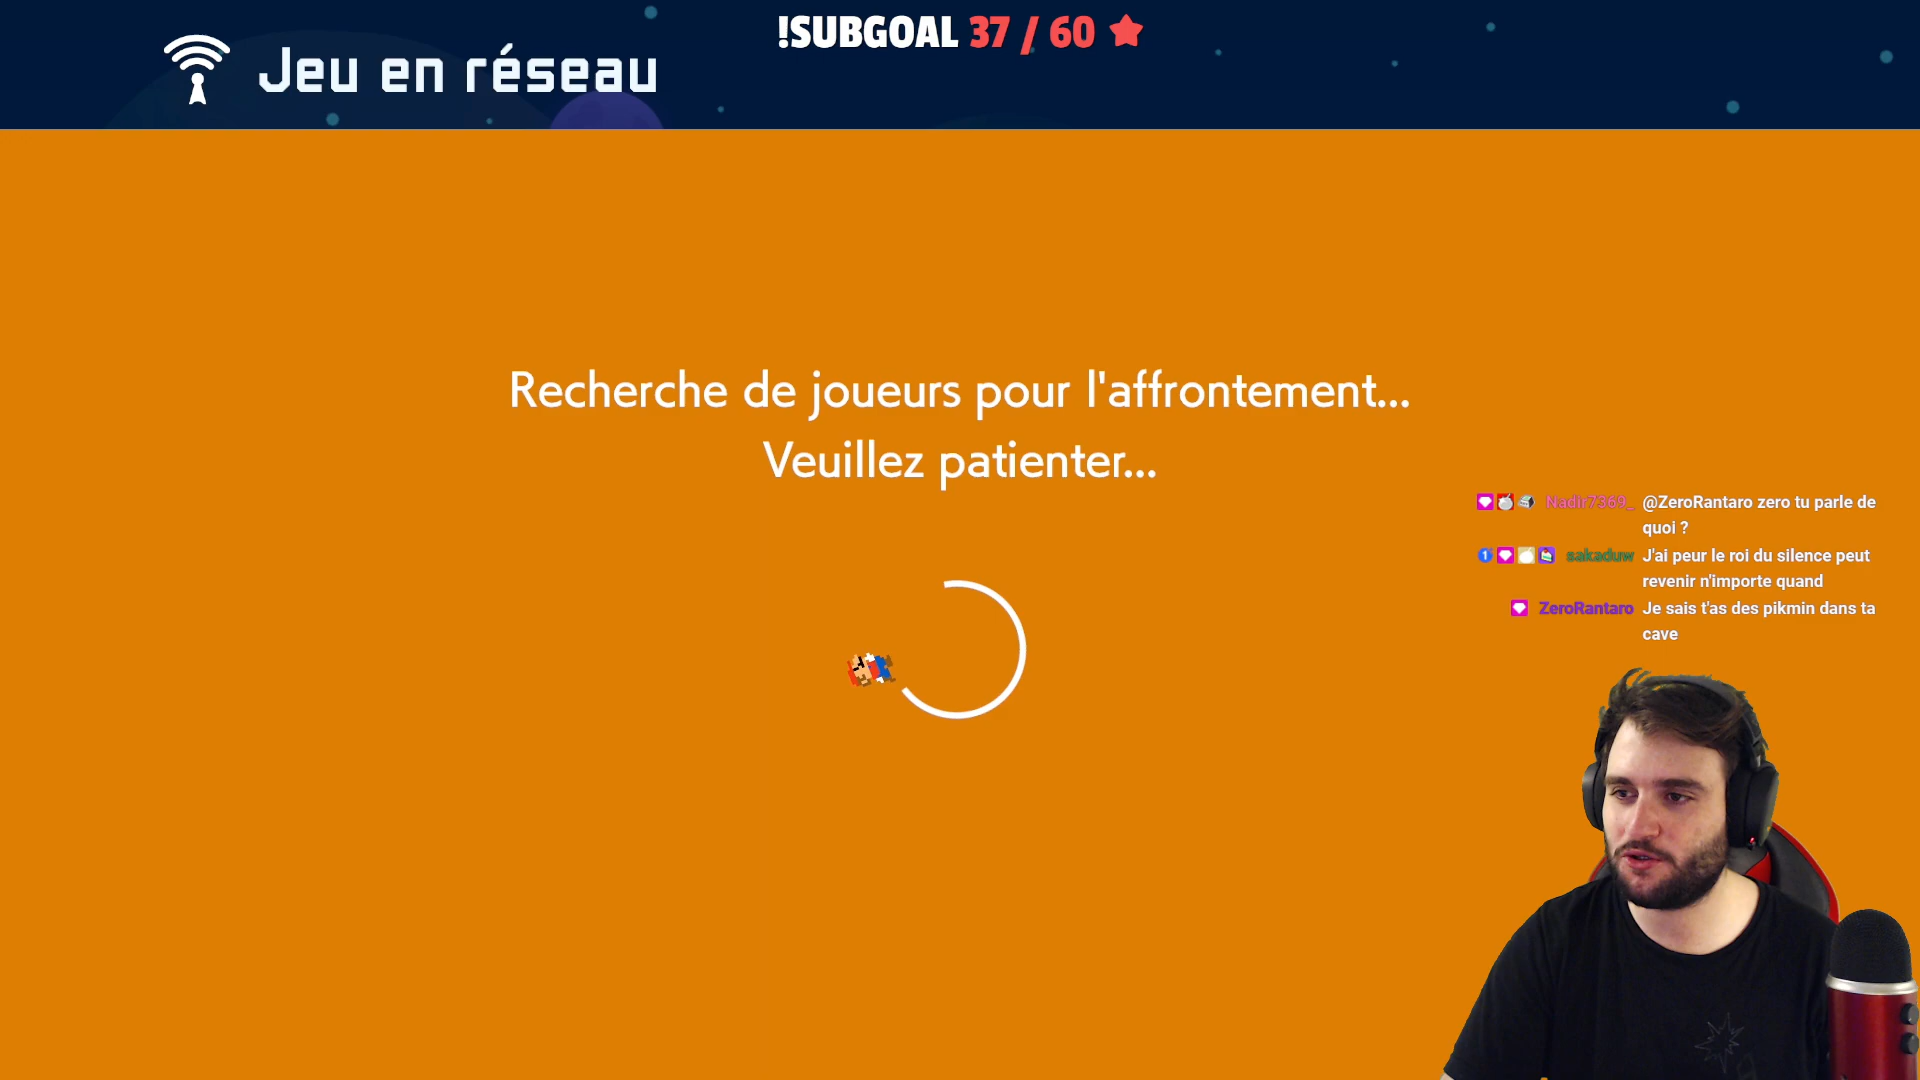 !SUBGOAL 37 / 60
Jeu en réseau
Recherche de joueurs pour l'affrontement...
Veuillez patienter...
Nadir7369_ @ZeroRantaro zero tu parle de
quoi ?
sakaduw J'ai peur le roi du silence peut
revenir n'importe quand
ZeroRantaro Je sais t'as des pikmin dans ta
cave